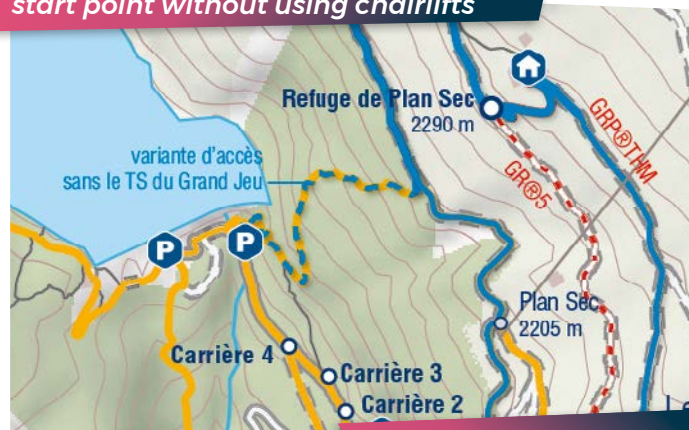 start point without using chairlifts
Refuge de Plan Sec
2290 m
GRP®THM
variante d'accès
sans le TS du Grand Jeu
GR®5
P
P
Plan Sec
2205 m
Carrière 4
Carrière 3
Carrière 2